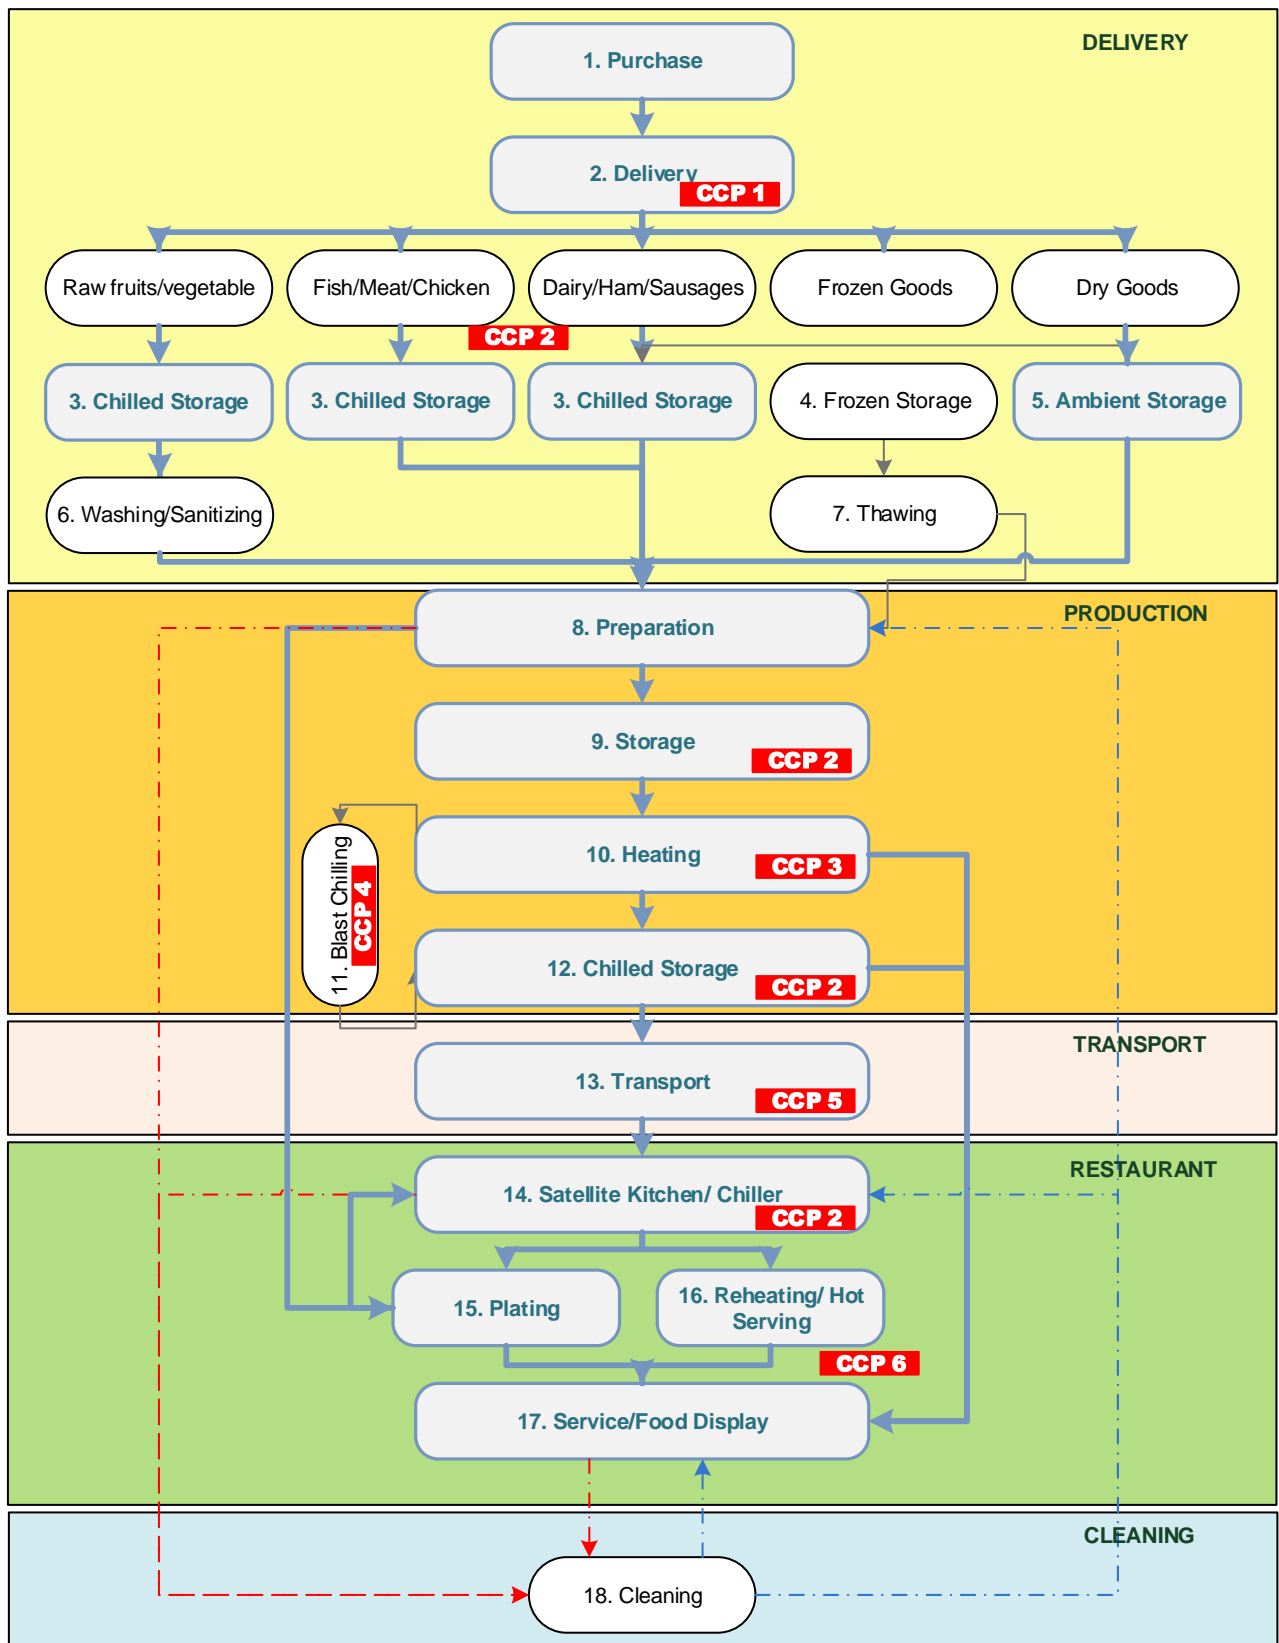 DELIVERY
1. Purchase
2. Delivery
CCP 1
Raw fruits/vegetable
Fish/Meat/Chicken
Dairy/Ham/Sausages
Frozen Goods
Dry Goods
CCP 2
3. Chilled Storage
3. Chilled Storage
3. Chilled Storage
4. Frozen Storage
5. Ambient Storage
6. Washing/Sanitizing
7. Thawing
PRODUCTION
8. Preparation
9. Storage
CCP 2
10. Heating
CCP 3
11. Blast Chilling
CCP 4
12. Chilled Storage
CCP 2
TRANSPORT
13. Transport
CCP 5
RESTAURANT
14. Satellite Kitchen/ Chiller
CCP 2
15. Plating
16. Reheating/ Hot
Serving
CCP 6
17. Service/Food Display
CLEANING
18. Cleaning